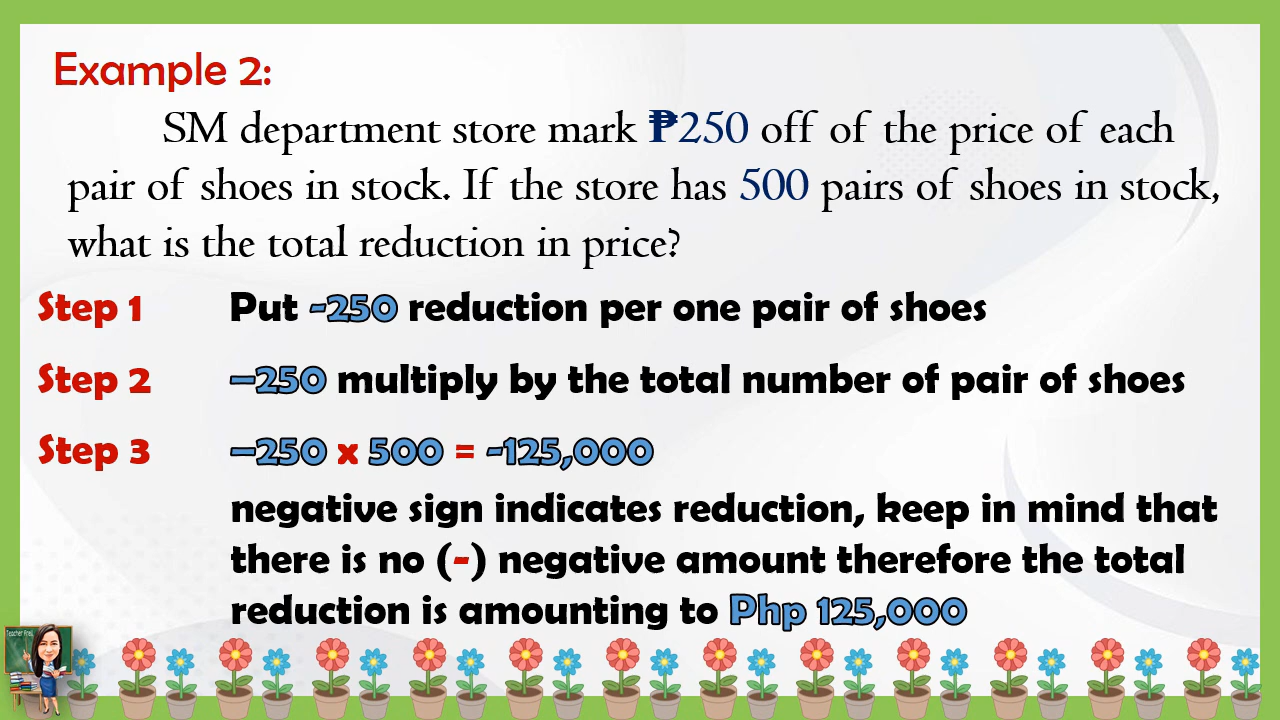 Example 2:
SM department store mark ₱250 off of the price of each
pair of shoes in stock. If the store has 500 pairs of shoes in stock,
what is the total reduction in price?
Step 1 Put -250 reduction per one pair of shoes
Step 2 –250 multiply by the total number of pair of shoes
Step 3 –250 x 500 = -125,000
negative sign indicates reduction, keep in mind that
there is no (-) negative amount therefore the total
reduction is amounting to Php 125,000